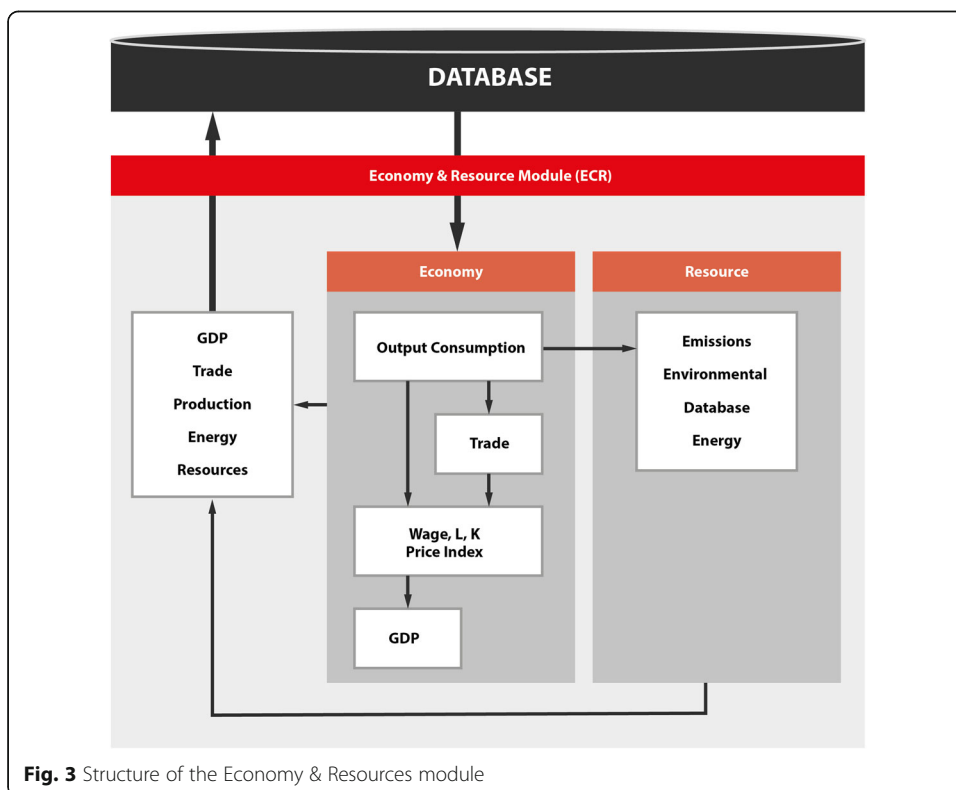 DATABASE
Economy & Resource Module (ECR)
Economy
Resource
GDP
Trade
Production
Energy
Resources
Output Consumption
Trade
Wage, L, K
Price Index
GDP
Emissions
Environmental
Database
Energy
Fig. 3 Structure of the Economy & Resources module